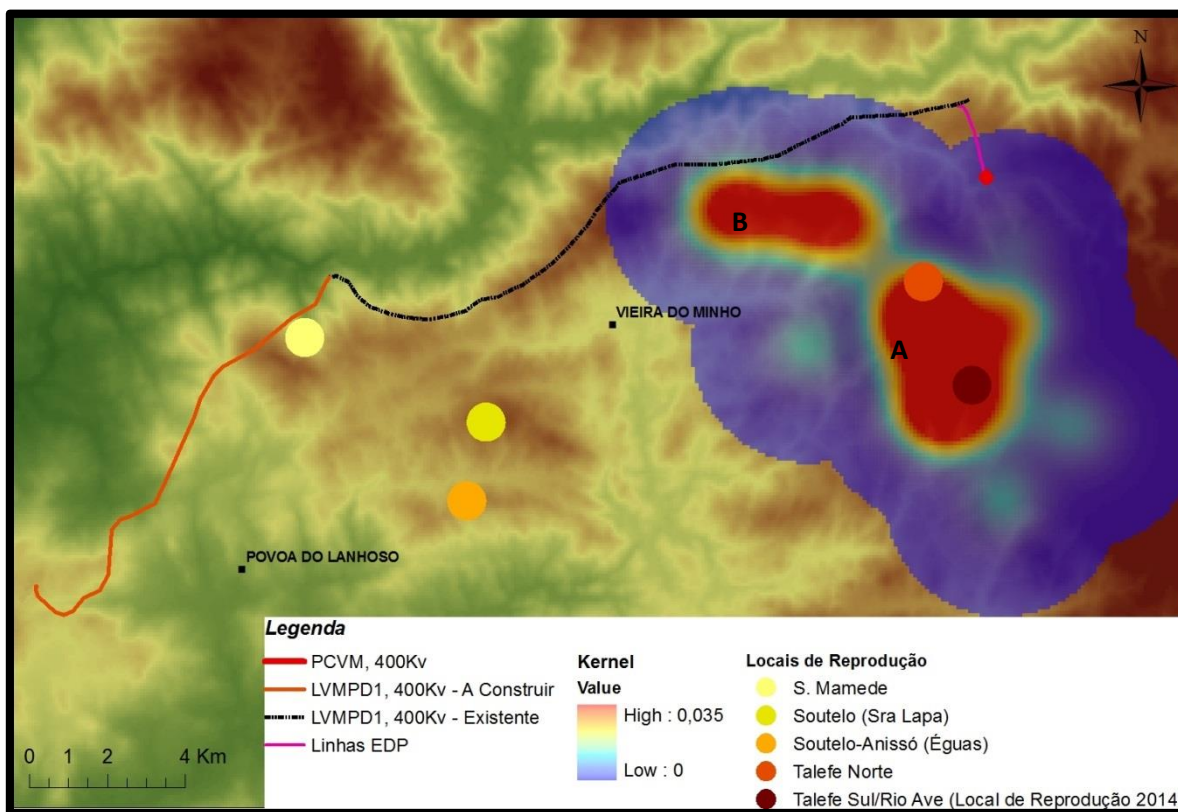 N
B
VIEIRA DO MINHO
A
POVOA DO LANHOSO
Legenda
PCVM, 400Kv
LVMPD1, 400Kv - A Construir
LVMPD1, 400Kv - Existente
Linhas EDP
0 1 2 4 Km
Kernel
Value
High : 0,035
Low : 0
Locais de Reprodução
S. Mamede
Soutelo (Sra Lapa)
Soutelo-Anissó (Éguas)
Talefe Norte
Talefe Sul/Rio Ave (Local de Reprodução 2014